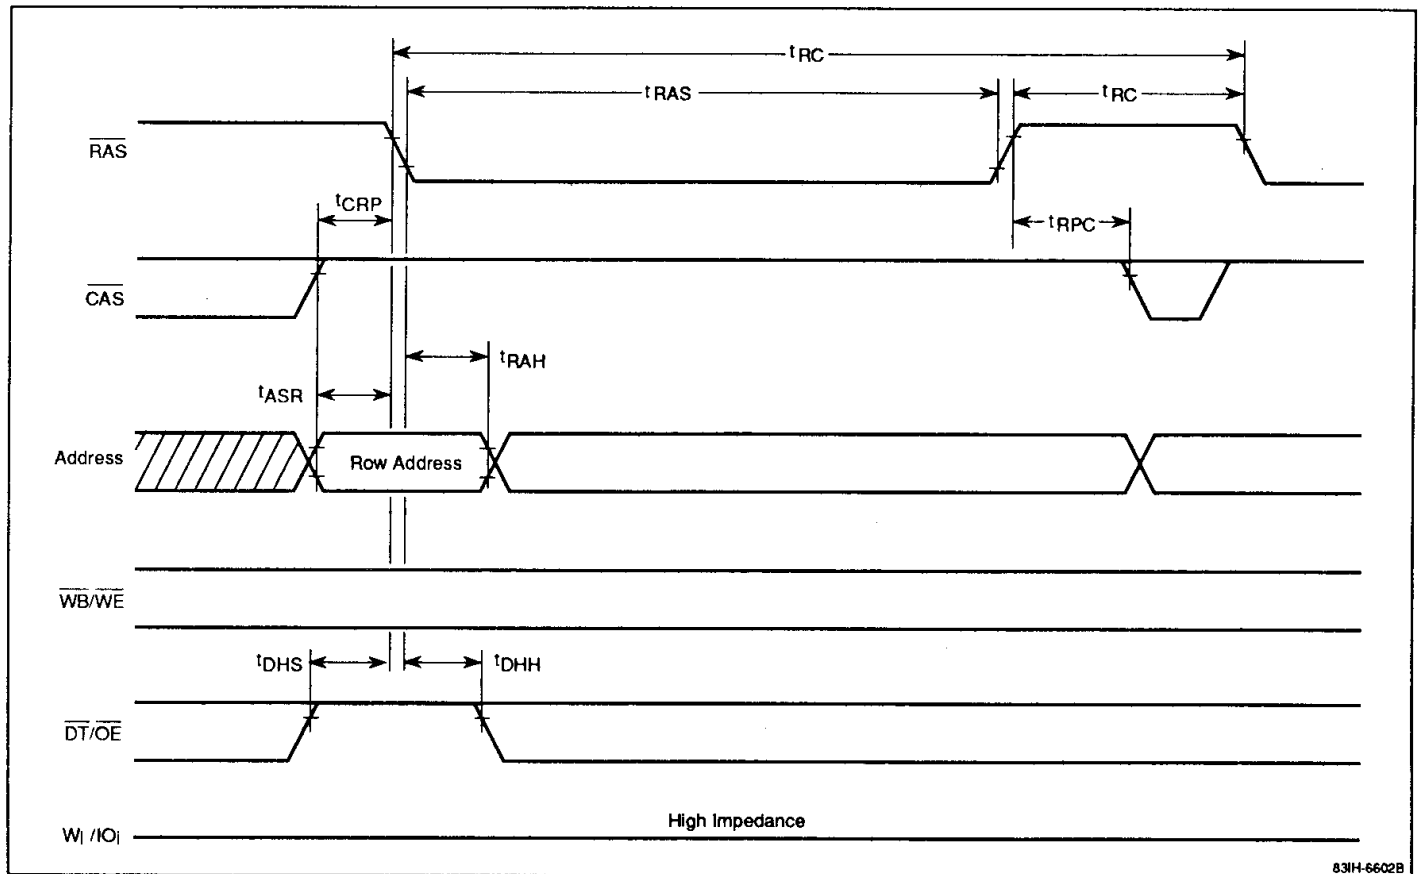 tRC
tRAS
tRC
RAS
tCRP
tRPC
CAS
tRAH
tASR
Address
Row Address
WB/WE
tDHS
tDHH
DT/OE
High Impedance
Wi /IOi
83IH-6602B